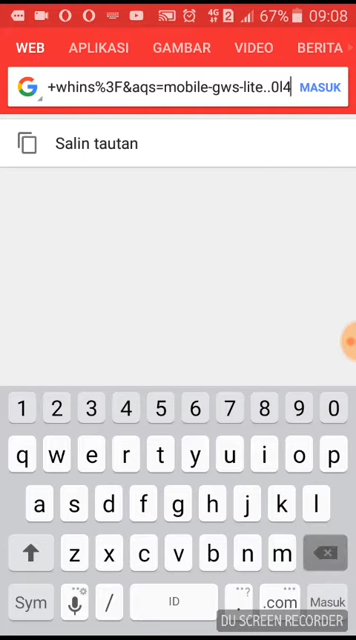 4G 2 67% 09:08
WEB APLIKASI GAMBAR VIDEO BERITA
G +whins%3F&aqs=mobile-gws-lite..0l4 MASUK
Salin tautan
1 2 3 4 5 6 7 8 9 0
q w e r t y u i o p
a s d f g h j k l
z x c v b n m
Sym / ID . ? .com Masuk
DU SCREEN RECORDER